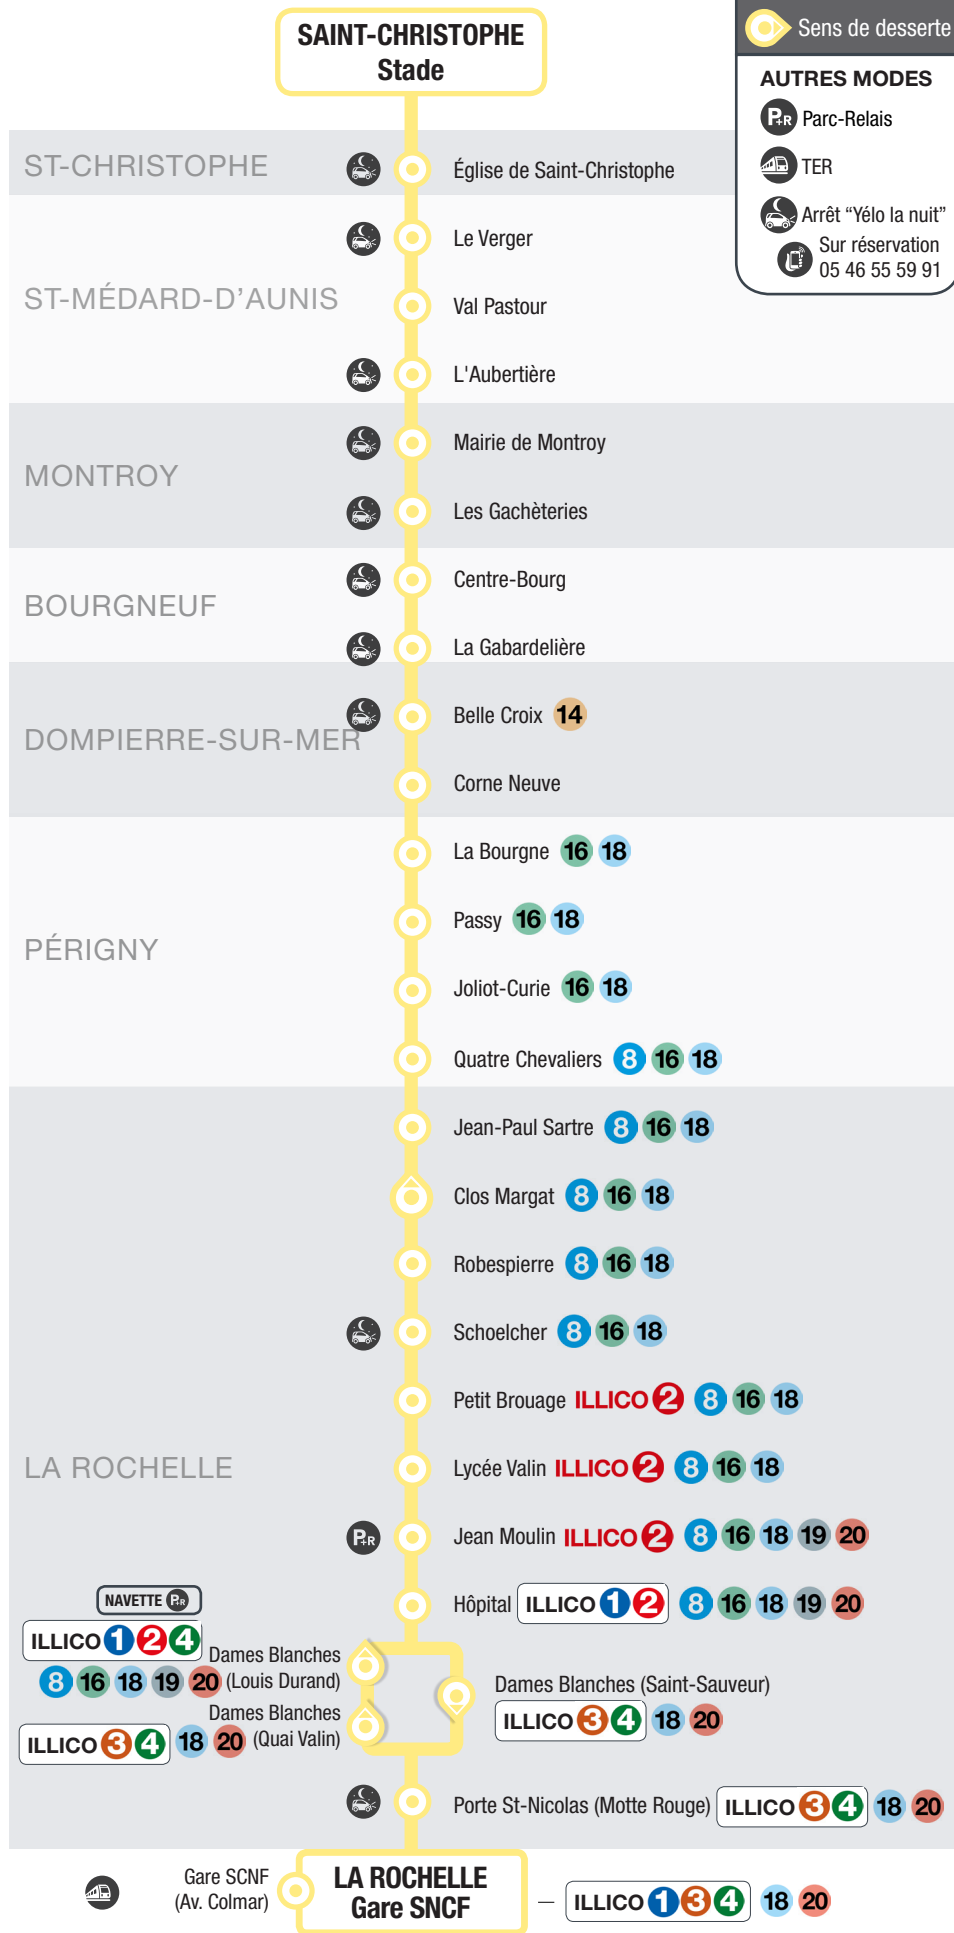 SAINT-CHRISTOPHE
Stade
Sens de desserte
AUTRES MODES
P+R Parc-Relais
TER
Arrêt “Yélo la nuit”
Sur réservation
05 46 55 59 91
ST-CHRISTOPHE
Église de Saint-Christophe
ST-MÉDARD-D’AUNIS
Le Verger
Val Pastour
L'Aubertière
MONTROY
Mairie de Montroy
Les Gachèteries
BOURGNEUF
Centre-Bourg
La Gabardelière
DOMPIERRE-SUR-MER
Belle Croix 14
Corne Neuve
PÉRIGNY
La Bourgne 16 18
Passy 16 18
Joliot-Curie 16 18
Quatre Chevaliers 8 16 18
LA ROCHELLE
Jean-Paul Sartre 8 16 18
Clos Margat 8 16 18
Robespierre 8 16 18
Schoelcher 8 16 18
Petit Brouage ILLICO 2 8 16 18
Lycée Valin ILLICO 2 8 16 18
P+R Jean Moulin ILLICO 2 8 16 18 19 20
Hôpital ILLICO 1 2 8 16 18 19 20
NAVETTE P+R
ILLICO 1 2 4
8 16 18 19 20
Dames Blanches
(Louis Durand)
Dames Blanches
(Quai Valin)
ILLICO 3 4 18 20
Dames Blanches (Saint-Sauveur)
ILLICO 3 4 18 20
Porte St-Nicolas (Motte Rouge) ILLICO 3 4 18 20
Gare SCNF
(Av. Colmar)
LA ROCHELLE
Gare SNCF
– ILLICO 1 3 4 18 20